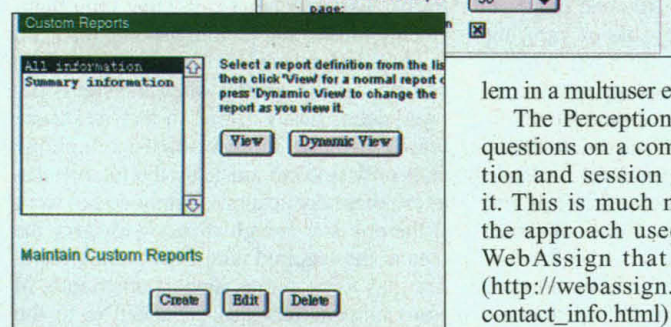 page:
Custom Reports
All information
Summary information
Select a report definition from the lis
then click 'View' for a normal report
press 'Dynamic View' to change the
report as you view it.
View
Dynamic View
Maintain Custom Reports
Create
Edit
Delete
lem in a multiuser e
The Perception
questions on a com
tion and session
it. This is much
the approach use
WebAssign that
(http://webassign.
contact_info.html)